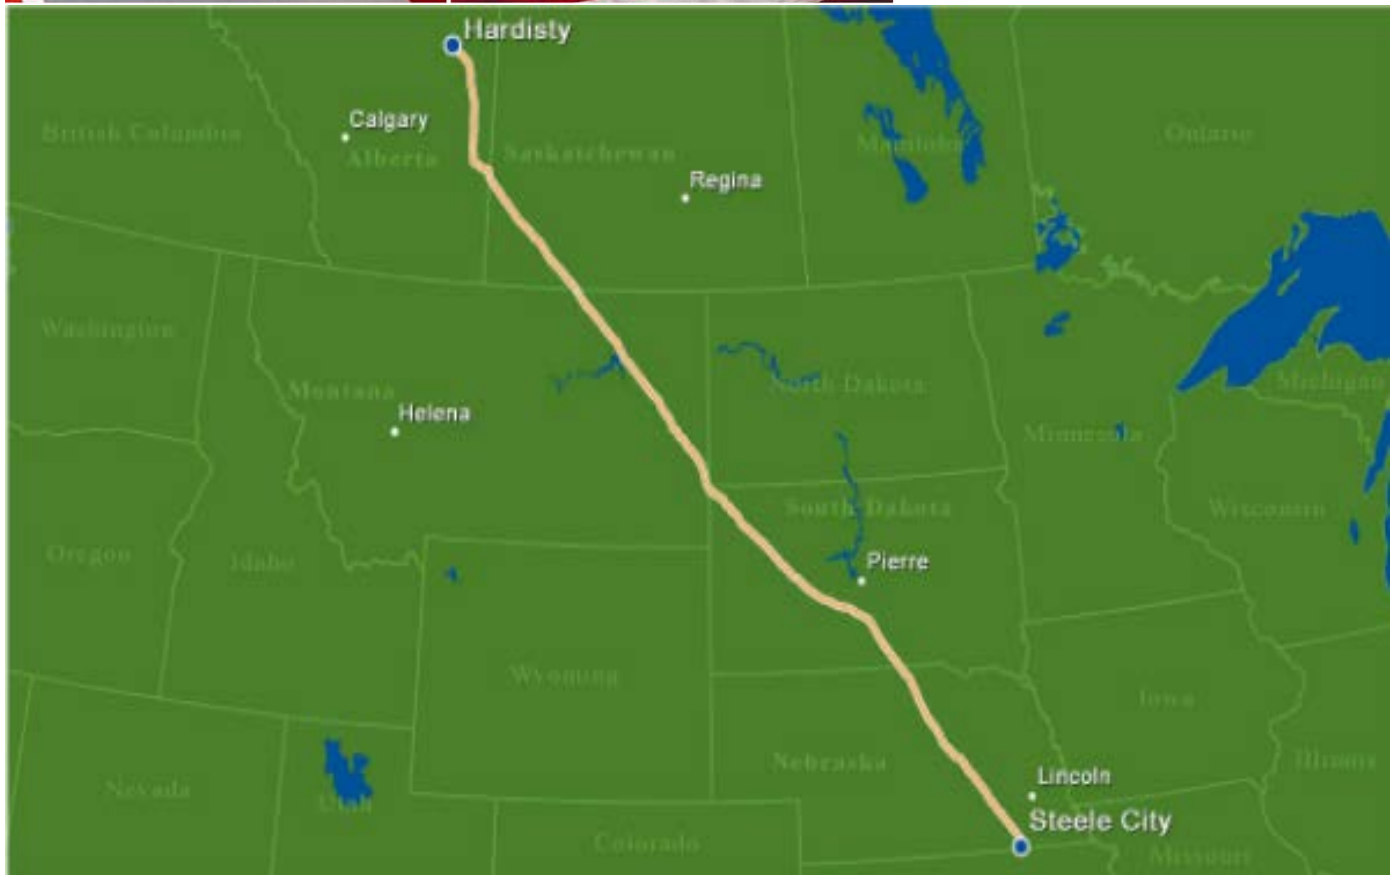 Hardisty
Calgary
British Columbia
Alberta
Saskatchewan
Manitoba
Ontario
Regina
Washington
Montana
North Dakota
Michigan
Helena
Minnesota
South Dakota
Wisconsin
Oregon
Idaho
Pierre
Wyoming
Iowa
Nebraska
Illinois
Lincoln
Nevada
Utah
Steele City
Colorado
Missouri